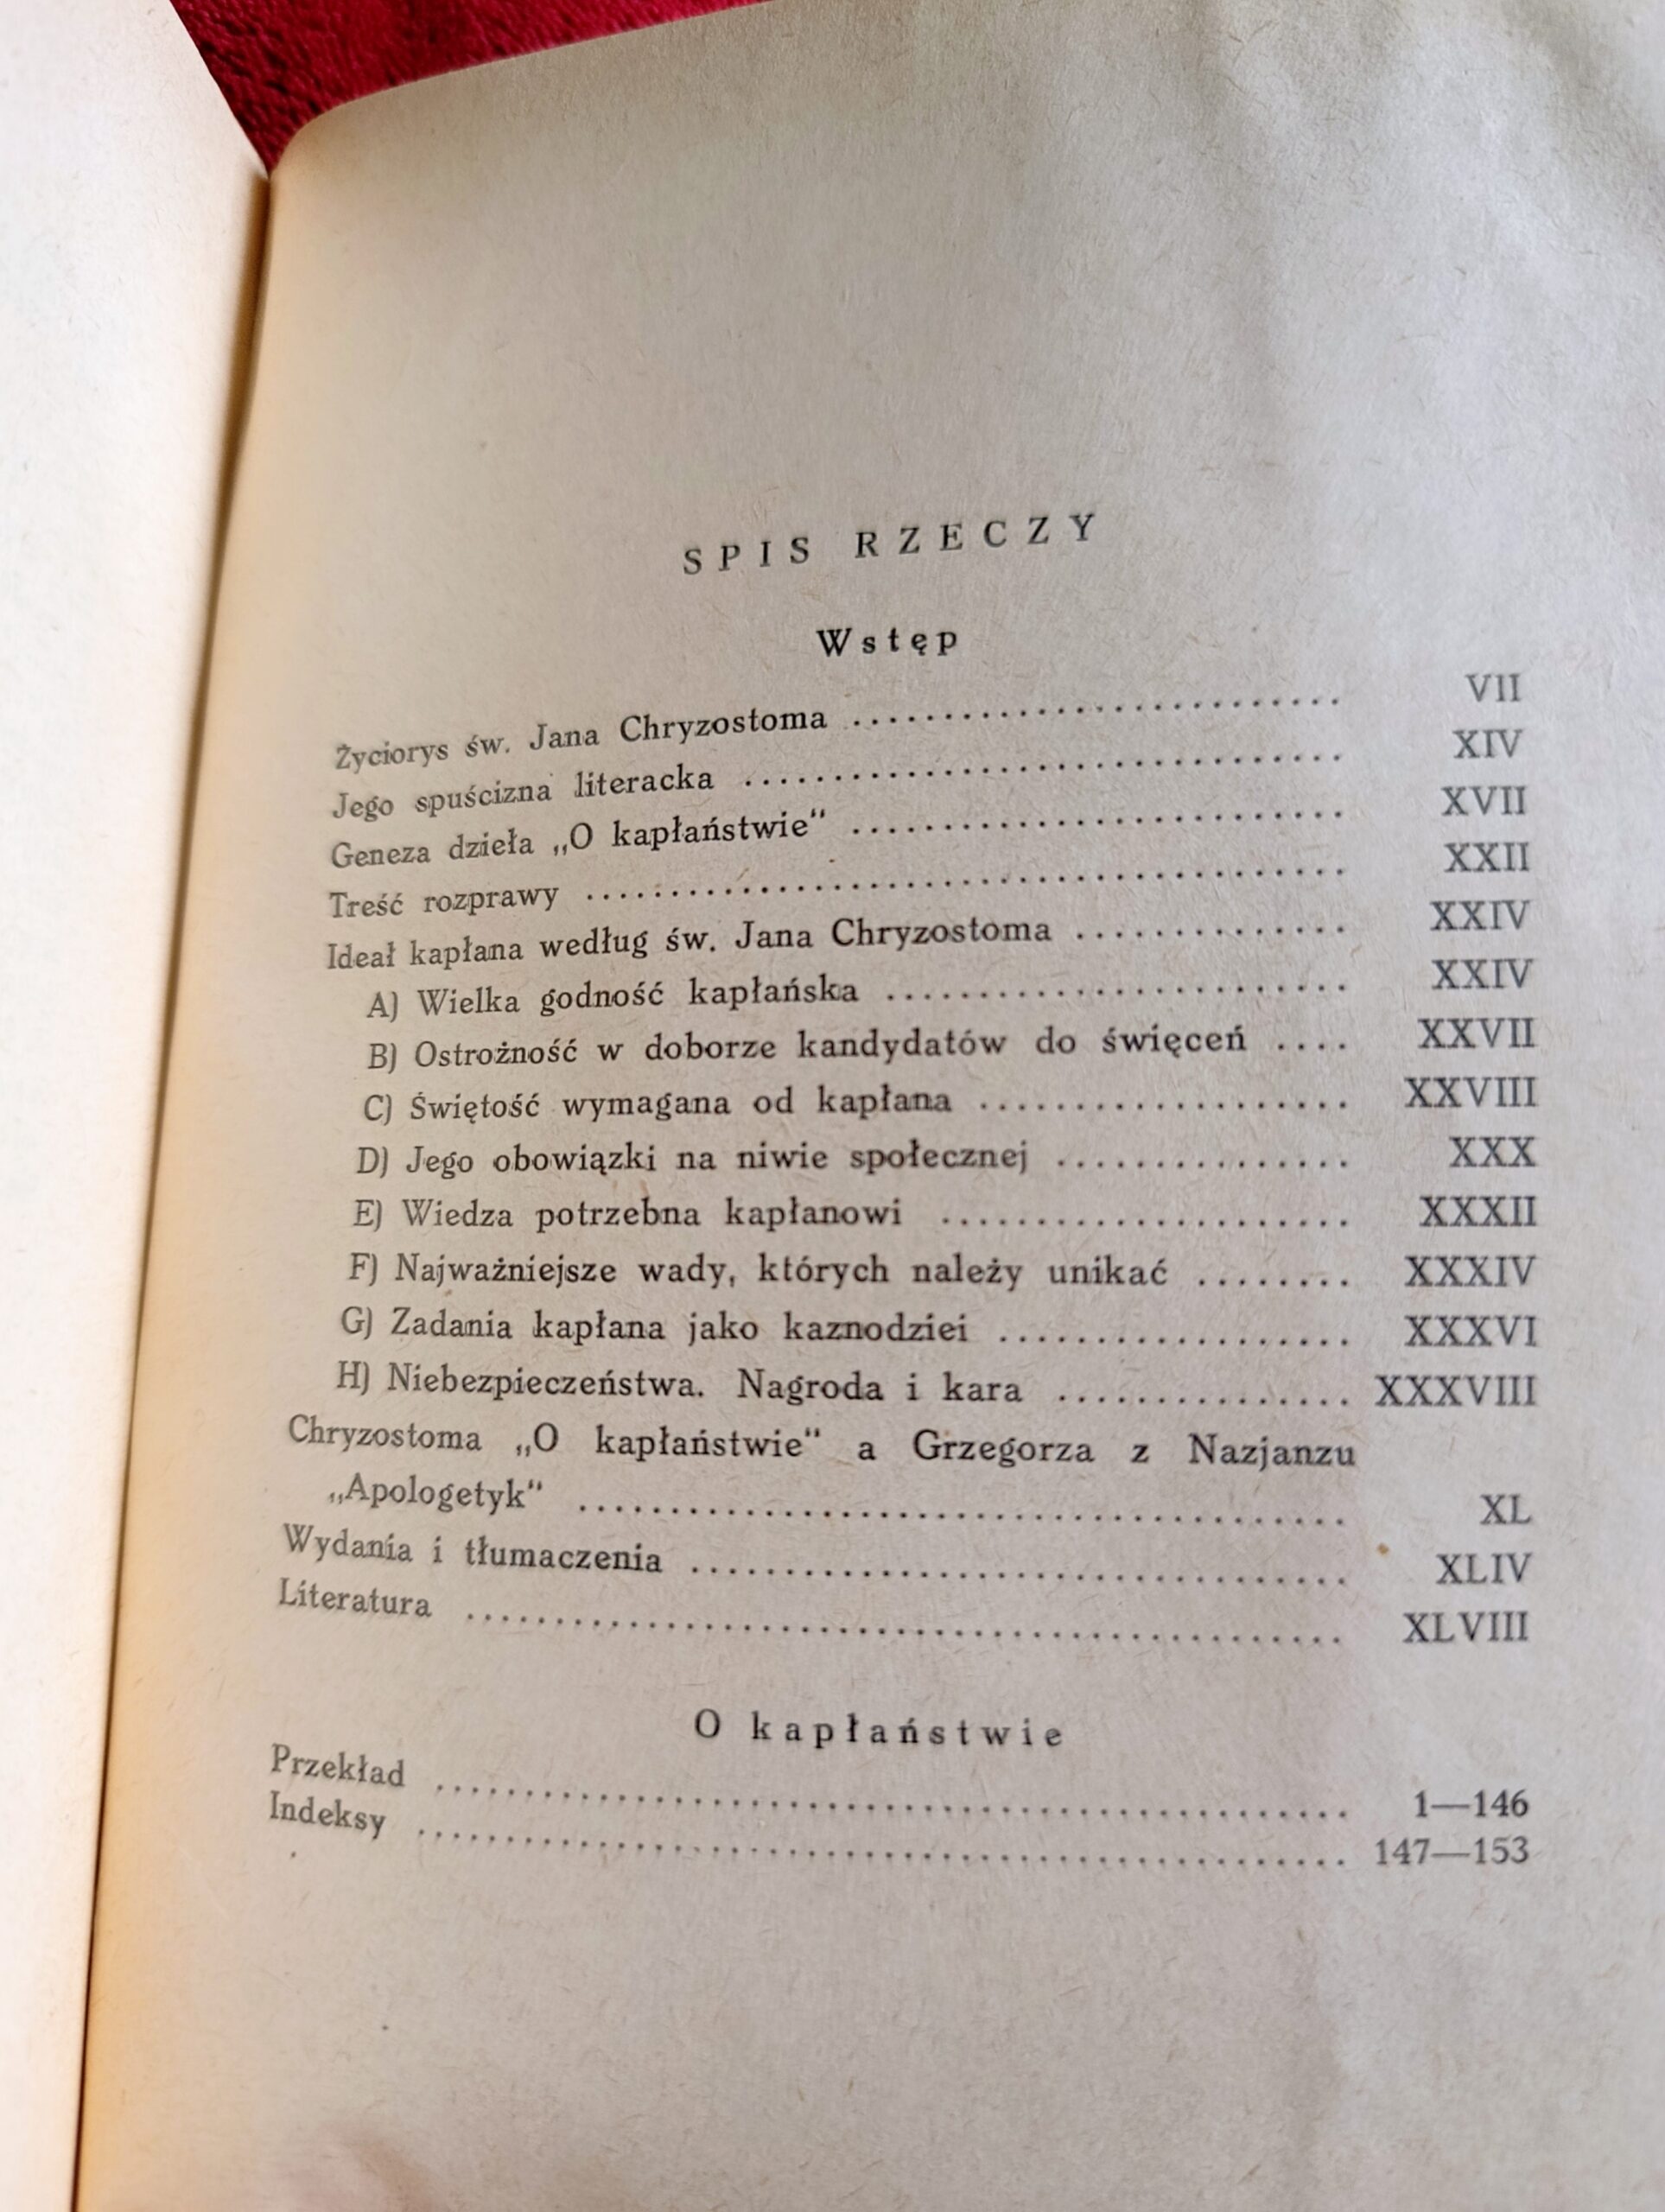 SPIS RZECZY
Wstęp
Życiorys św. Jana Chryzostoma .......................... VII
Jego spuścizna literacka ................................ XIV
Geneza dzieła „O kapłaństwie“ .......................... XVII
Treść rozprawy ........................................ XXII
Ideał kapłana według św. Jana Chryzostoma .............. XXIV
A) Wielka godność kapłańska ........................ XXIV
B) Ostrożność w doborze kandydatów do święceń .... XXVII
C) Świętość wymagana od kapłana .................... XXVIII
D) Jego obowiązki na niwie społecznej ............... XXX
E) Wiedza potrzebna kapłanowi ...................... XXXII
F) Najważniejsze wady, których należy unikać ........ XXXIV
G) Zadania kapłana jako kaznodziei ................... XXXVI
H) Niebezpieczeństwa. Nagroda i kara ................ XXXVIII
Chryzostoma „O kapłaństwie“ a Grzegorza z Nazjanzu
„Apologetyk“ ........................................ XL
Wydania i tłumaczenia .................................. XLIV
Literatura .............................................. XLVIII
O kapłaństwie
Przekład ................................................ 1—146
Indeksy ................................................ 147—153